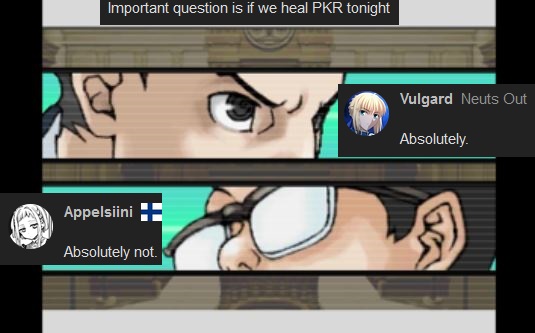 Important question is if we heal PKR tonight
Vulgard Neuts Out
Absolutely.
Appelsiini
Absolutely not.